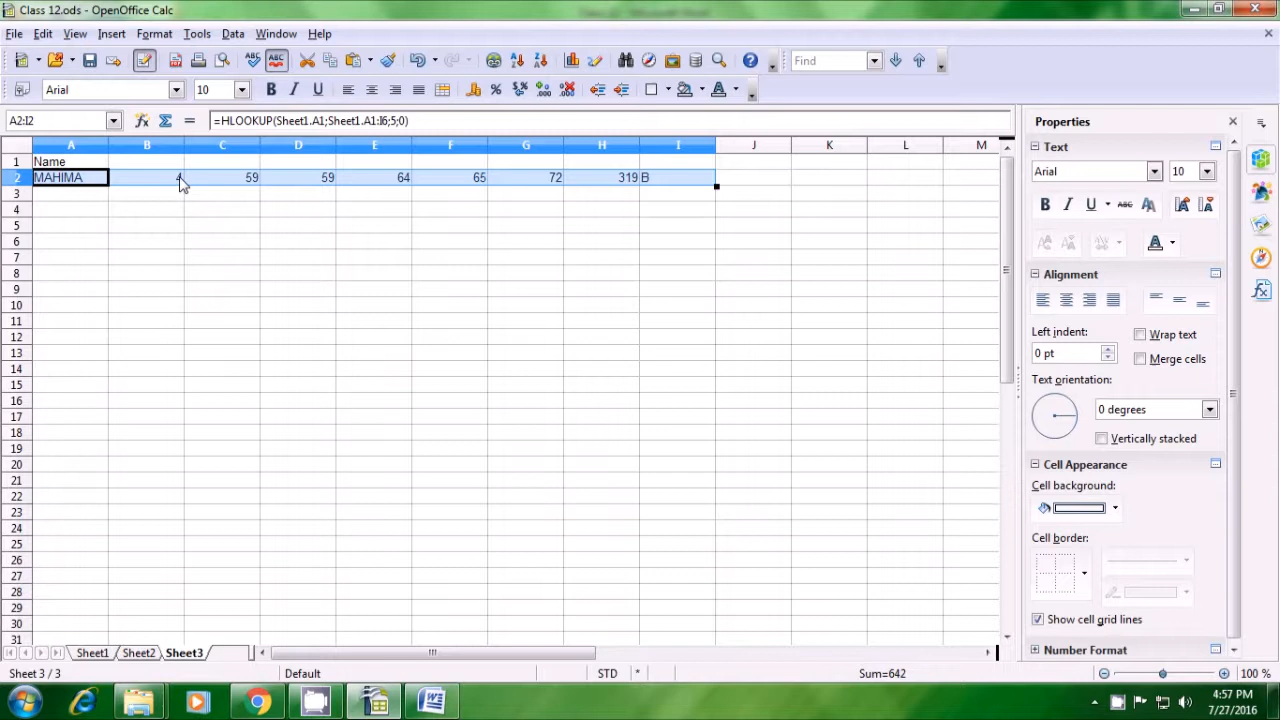 Class 12.ods - OpenOffice Calc
File Edit View Insert Format Tools Data Window Help
Find
Arial 10
A2:I2 =HLOOKUP(Sheet1.A1;Sheet1.A1:I6;5;0)
A B C D E F G H I J K L M
1 Name
2 MAHIMA 4 59 59 64 65 72 319 B
3
4
5
6
7
8
9
10
11
12
13
14
15
16
17
18
19
20
21
22
23
24
25
26
27
28
29
30
31
Properties
Text
Arial 10
Alignment
Left indent:
Wrap text
0 pt
Merge cells
Text orientation:
0 degrees
Vertically stacked
Cell Appearance
Cell background:
Cell border:
Show cell grid lines
Number Format
Sheet1 Sheet2 Sheet3
Sheet 3 / 3 Default STD * Sum=642 100 %
4:57 PM
7/27/2016